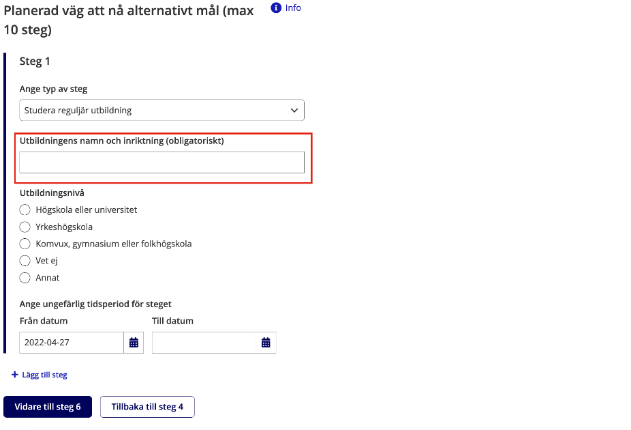 Planerad väg att nå alternativt mål (max
10 steg)
Info
Steg 1
Ange typ av steg
Studera reguljär utbildning
Utbildningens namn och inriktning (obligatoriskt)
Utbildningsnivå
Högskola eller universitet
Yrkeshögskola
Komvux, gymnasium eller folkhögskola
Vet ej
Annat
Ange ungefärlig tidsperiod för steget
Från datum Till datum
2022-04-27
+ Lägg till steg
Vidare till steg 6 Tillbaka till steg 4